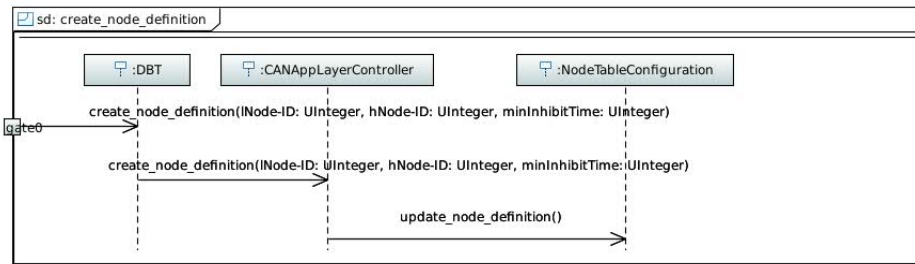 sd: create_node_definition
:DBT
:CANAppLayerController
:NodeTableConfiguration
create_node_definition(lNode-ID: UInteger, hNode-ID: UInteger, minInhibitTime: UInteger)
gate0
create_node_definition(lNode-ID: UInteger, hNode-ID: UInteger, minInhibitTime: UInteger)
update_node_definition()